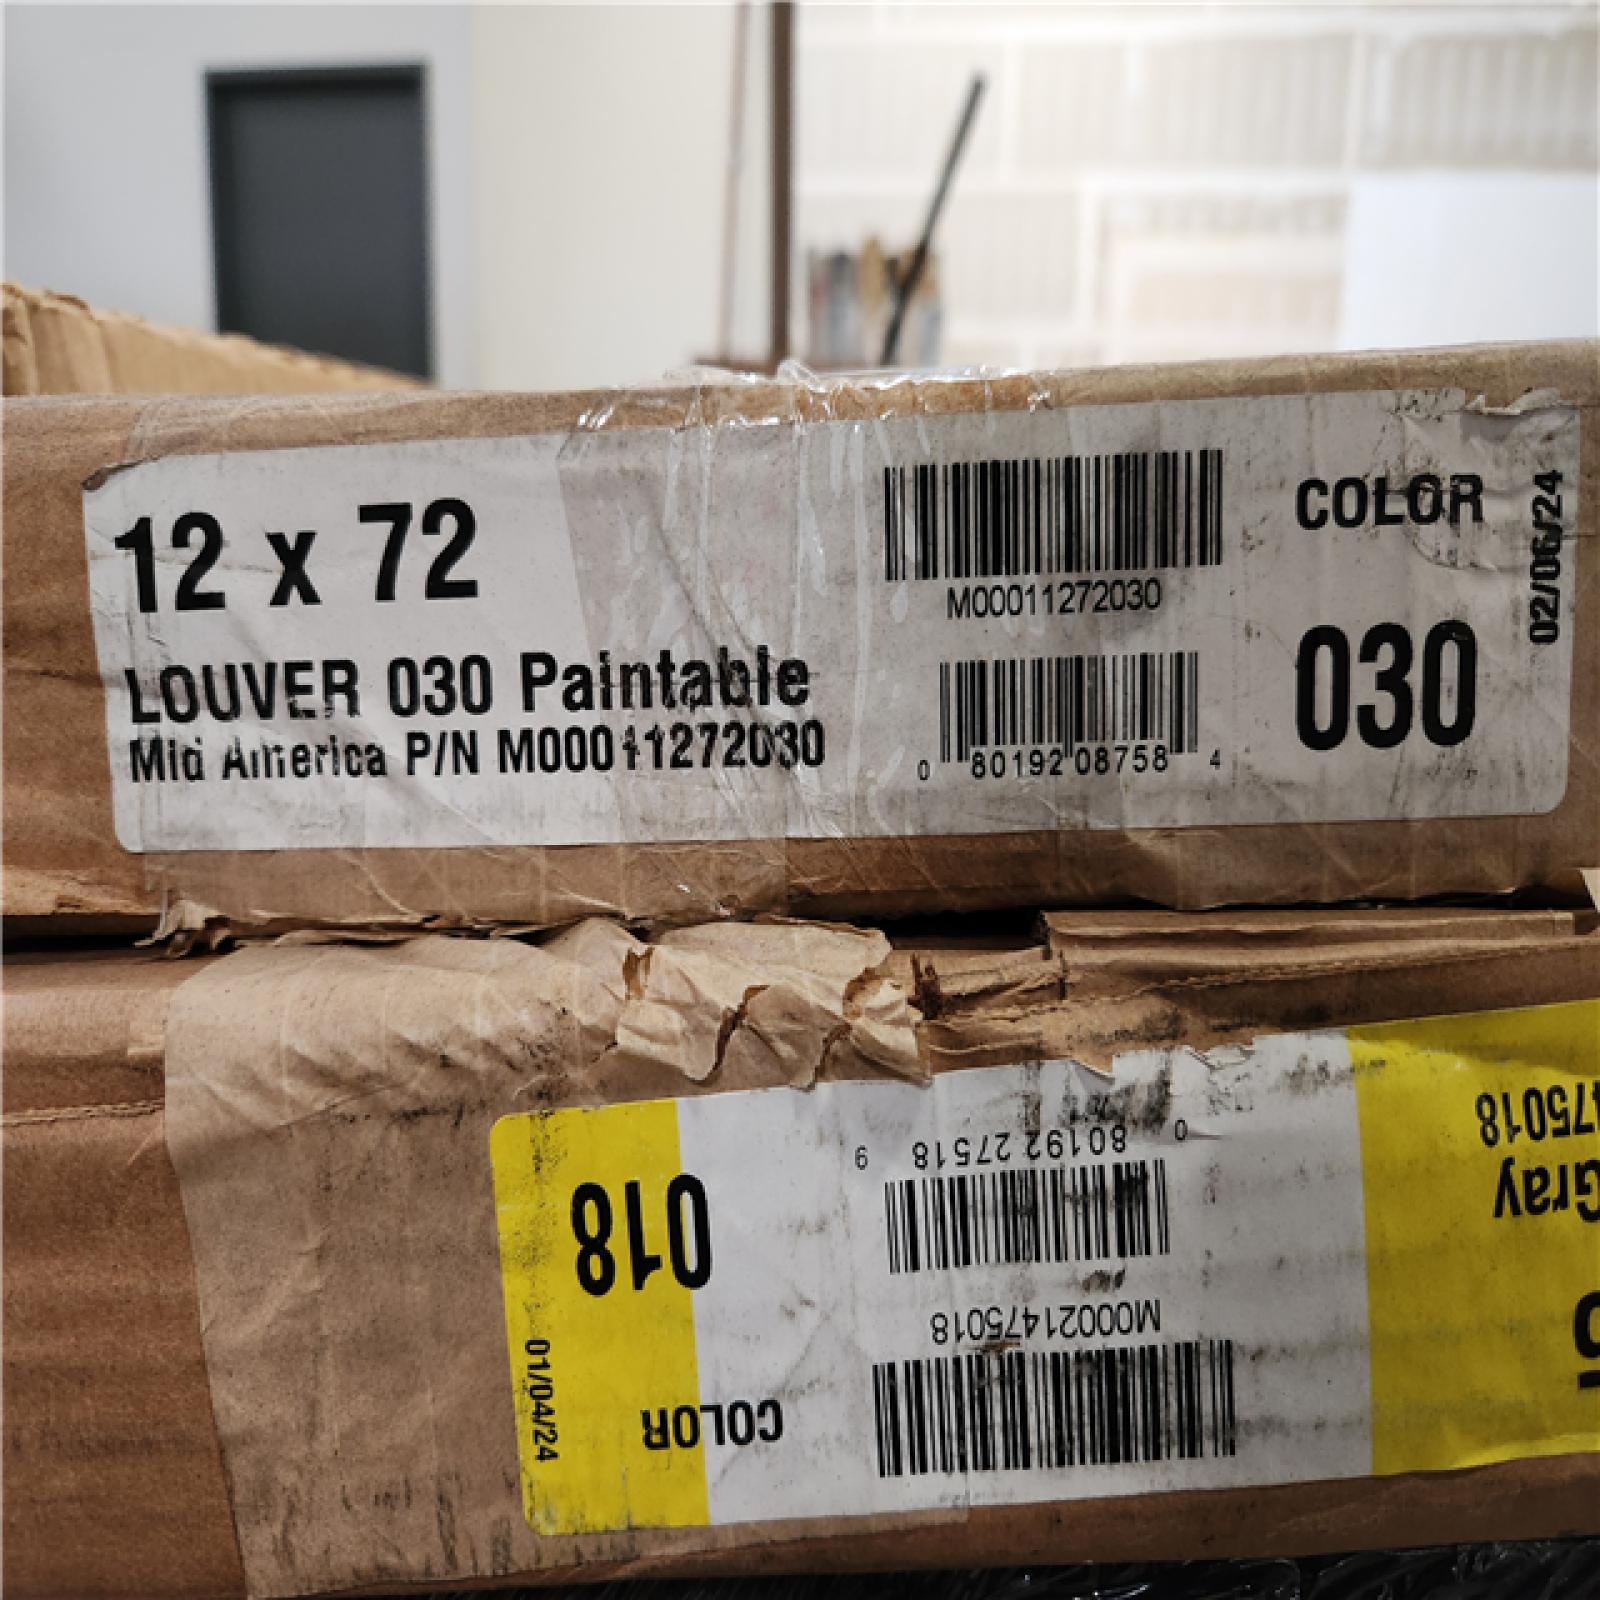 12 x 72
LOUVER 030 Paintable
Mid America P/N M00011272030
M00011272030
0 80192 08758 4
COLOR
030
02/06/24
475018
Gray
0 80192 27518 9
M00021475018
COLOR
018
01/04/24